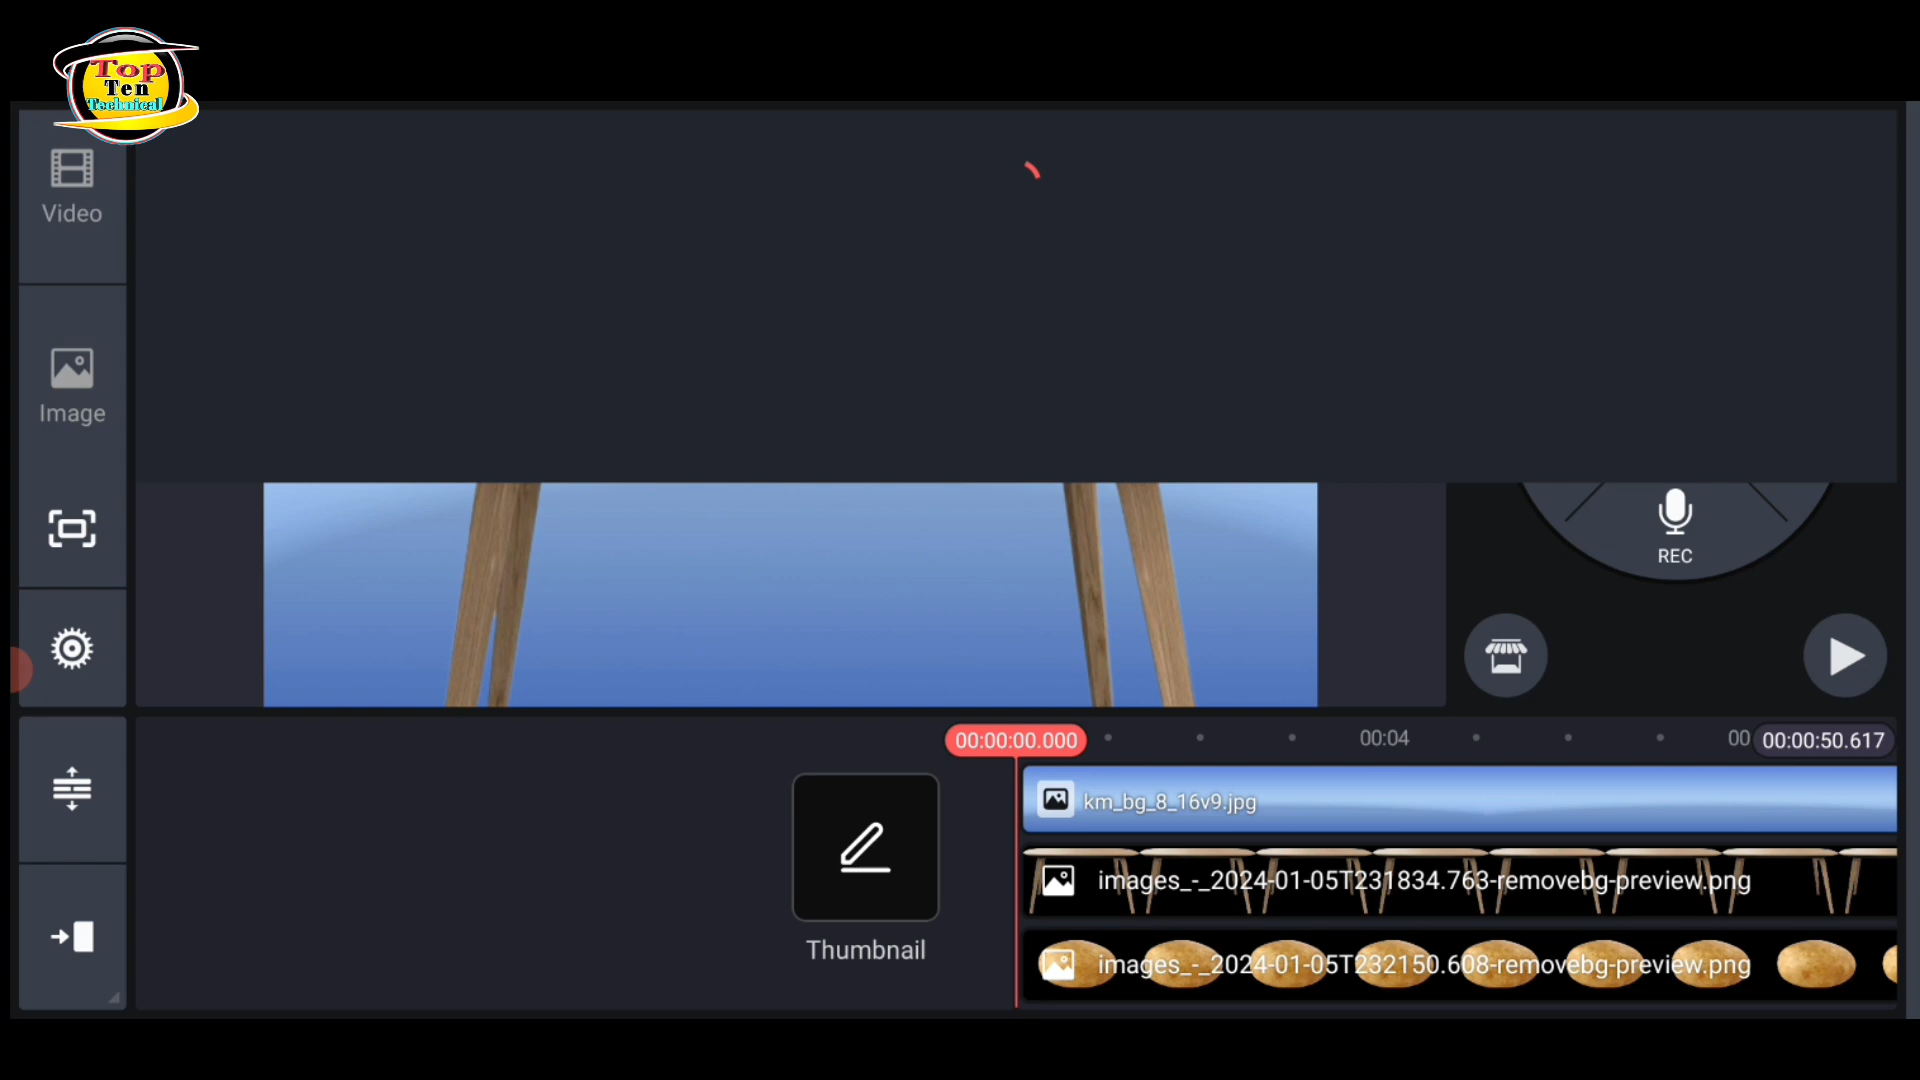 Top
Ten
Technical
Video
Image
REC
00:00:00.000
00:04
00
00:00:50.617
km_bg_8_16v9.jpg
images_-_2024-01-05T231834.763-removebg-preview.png
Thumbnail
images_-_2024-01-05T232150.608-removebg-preview.png